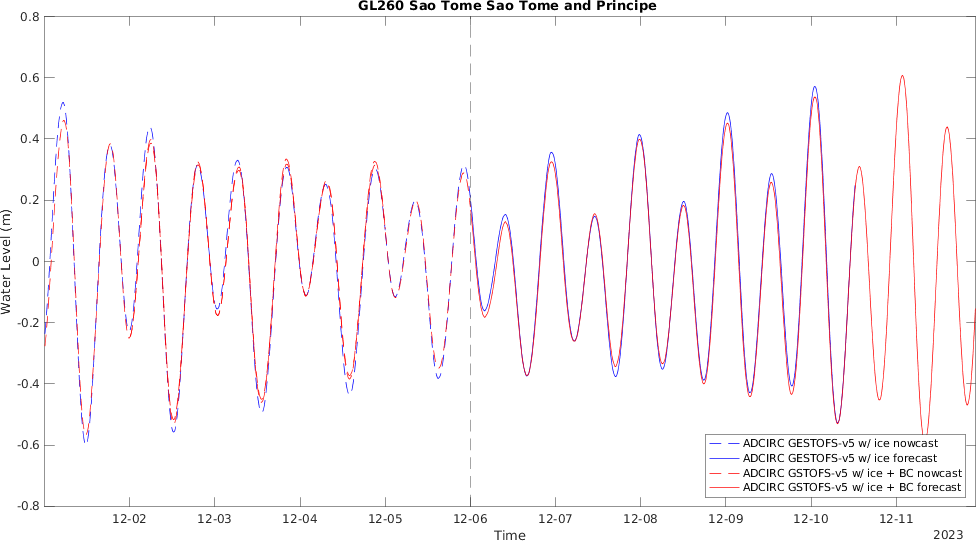 GL260 Sao Tome Sao Tome and Principe
0.8
0.6
0.4
0.2
0
-0.2
-0.4
-0.6
-0.8
Water Level (m)
ADCIRC GESTOFS-v5 w/ ice nowcast
ADCIRC GESTOFS-v5 w/ ice forecast
ADCIRC GSTOFS-v5 w/ ice + BC nowcast
ADCIRC GSTOFS-v5 w/ ice + BC forecast
12-02 12-03 12-04 12-05 12-06 12-07 12-08 12-09 12-10 12-11
Time
2023